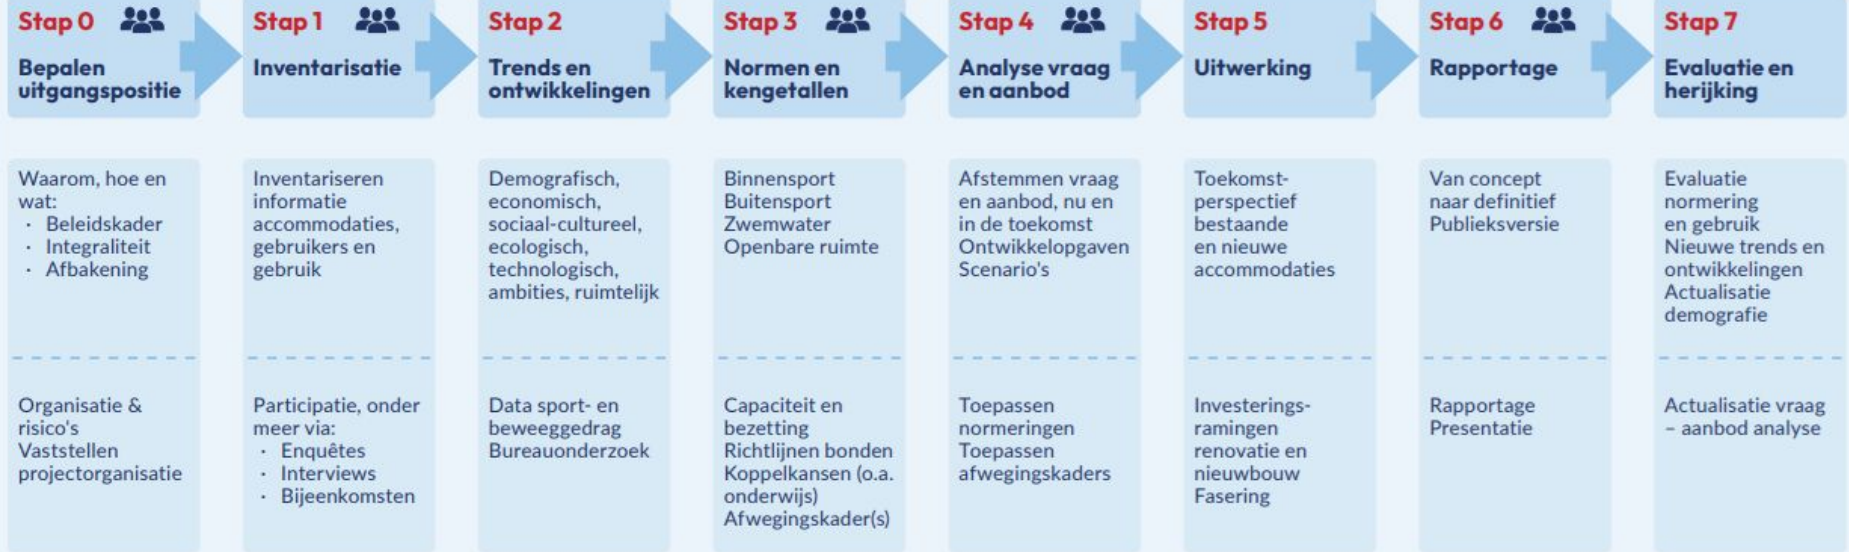 Stap 0
Bepalen
uitgangspositie
Stap 1
Inventarisatie
Stap 2
Trends en
ontwikkelingen
Stap 3
Normen en
kengetallen
Stap 4
Analyse vraag
en aanbod
Stap 5
Uitwerking
Stap 6
Rapportage
Stap 7
Evaluatie en
herijking
Waarom, hoe en
wat:
· Beleidskader
· Integraliteit
· Afbakening
Inventariseren
informatie
accommodaties,
gebruikers en
gebruik
Demografisch,
economisch,
sociaal-cultureel,
ecologisch,
technologisch,
ambities, ruimtelijk
Binnensport
Buitensport
Zwemwater
Openbare ruimte
Afstemmen vraag
en aanbod, nu en
in de toekomst
Ontwikkelopgaven
Scenario's
Toekomst-
perspectief
bestaande
en nieuwe
accommodaties
Van concept
naar definitief
Publieksversie
Evaluatie
normering
en gebruik
Nieuwe trends en
ontwikkelingen
Actualisatie
demografie
Organisatie &
risico's
Vaststellen
projectorganisatie
Participatie, onder
meer via:
· Enquêtes
· Interviews
· Bijeenkomsten
Data sport- en
beweeggedrag
Bureauonderzoek
Capaciteit en
bezetting
Richtlijnen bonden
Koppelkansen (o.a.
onderwijs)
Afwegingskader(s)
Toepassen
normeringen
Toepassen
afwegingskaders
Investerings-
ramingen
renovatie en
nieuwbouw
Fasering
Rapportage
Presentatie
Actualisatie vraag
– aanbod analyse